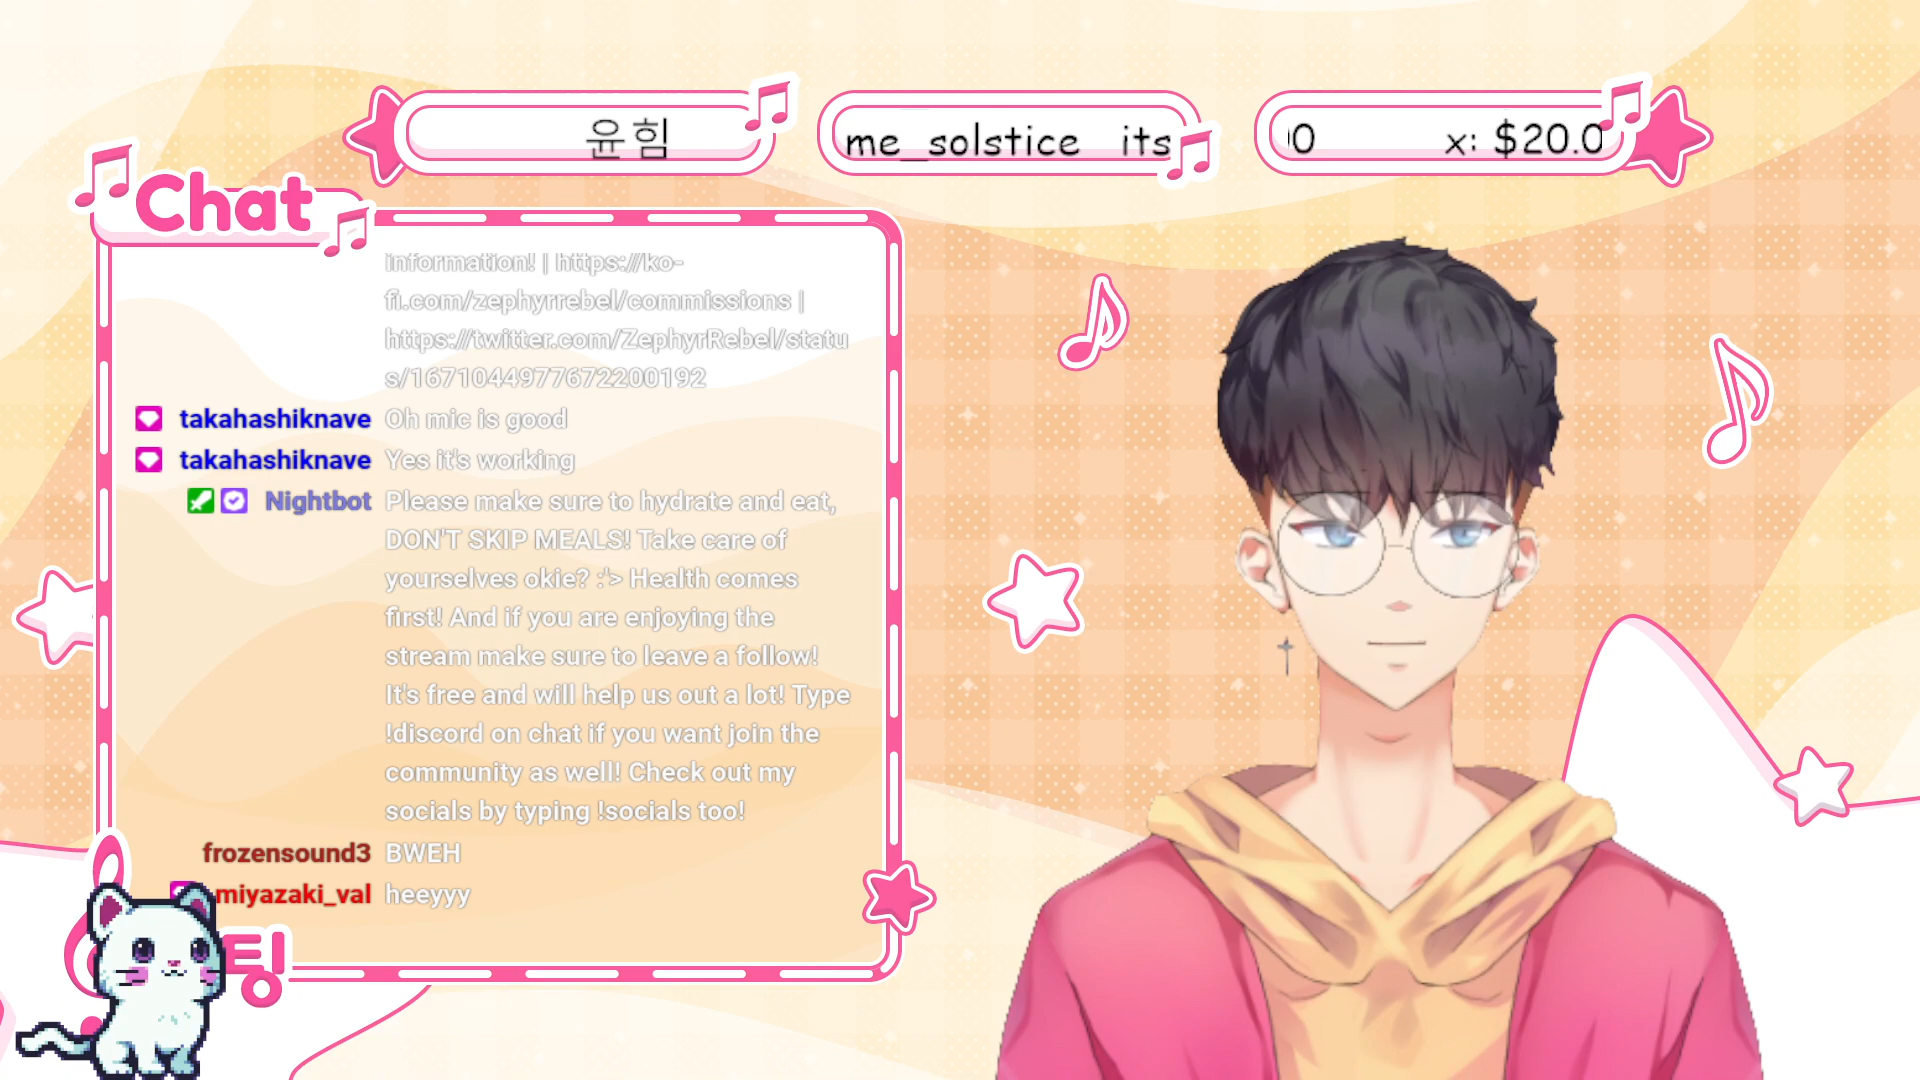 윤힘
me_solstice its
x: $20.0
Chat
information! | https://ko-
fi.com/zephyrrebel/commissions |
https://twitter.com/ZephyrRebel/statu
s/1671044977672200192
takahashiknave Oh mic is good
takahashiknave Yes it's working
Nightbot Please make sure to hydrate and eat,
DON'T SKIP MEALS! Take care of
yourselves okie? :'> Health comes
first! And if you are enjoying the
stream make sure to leave a follow!
It's free and will help us out a lot! Type
!discord on chat if you want join the
community as well! Check out my
socials by typing !socials too!
frozensound3 BWEH
miyazaki_val heeyyy
팅